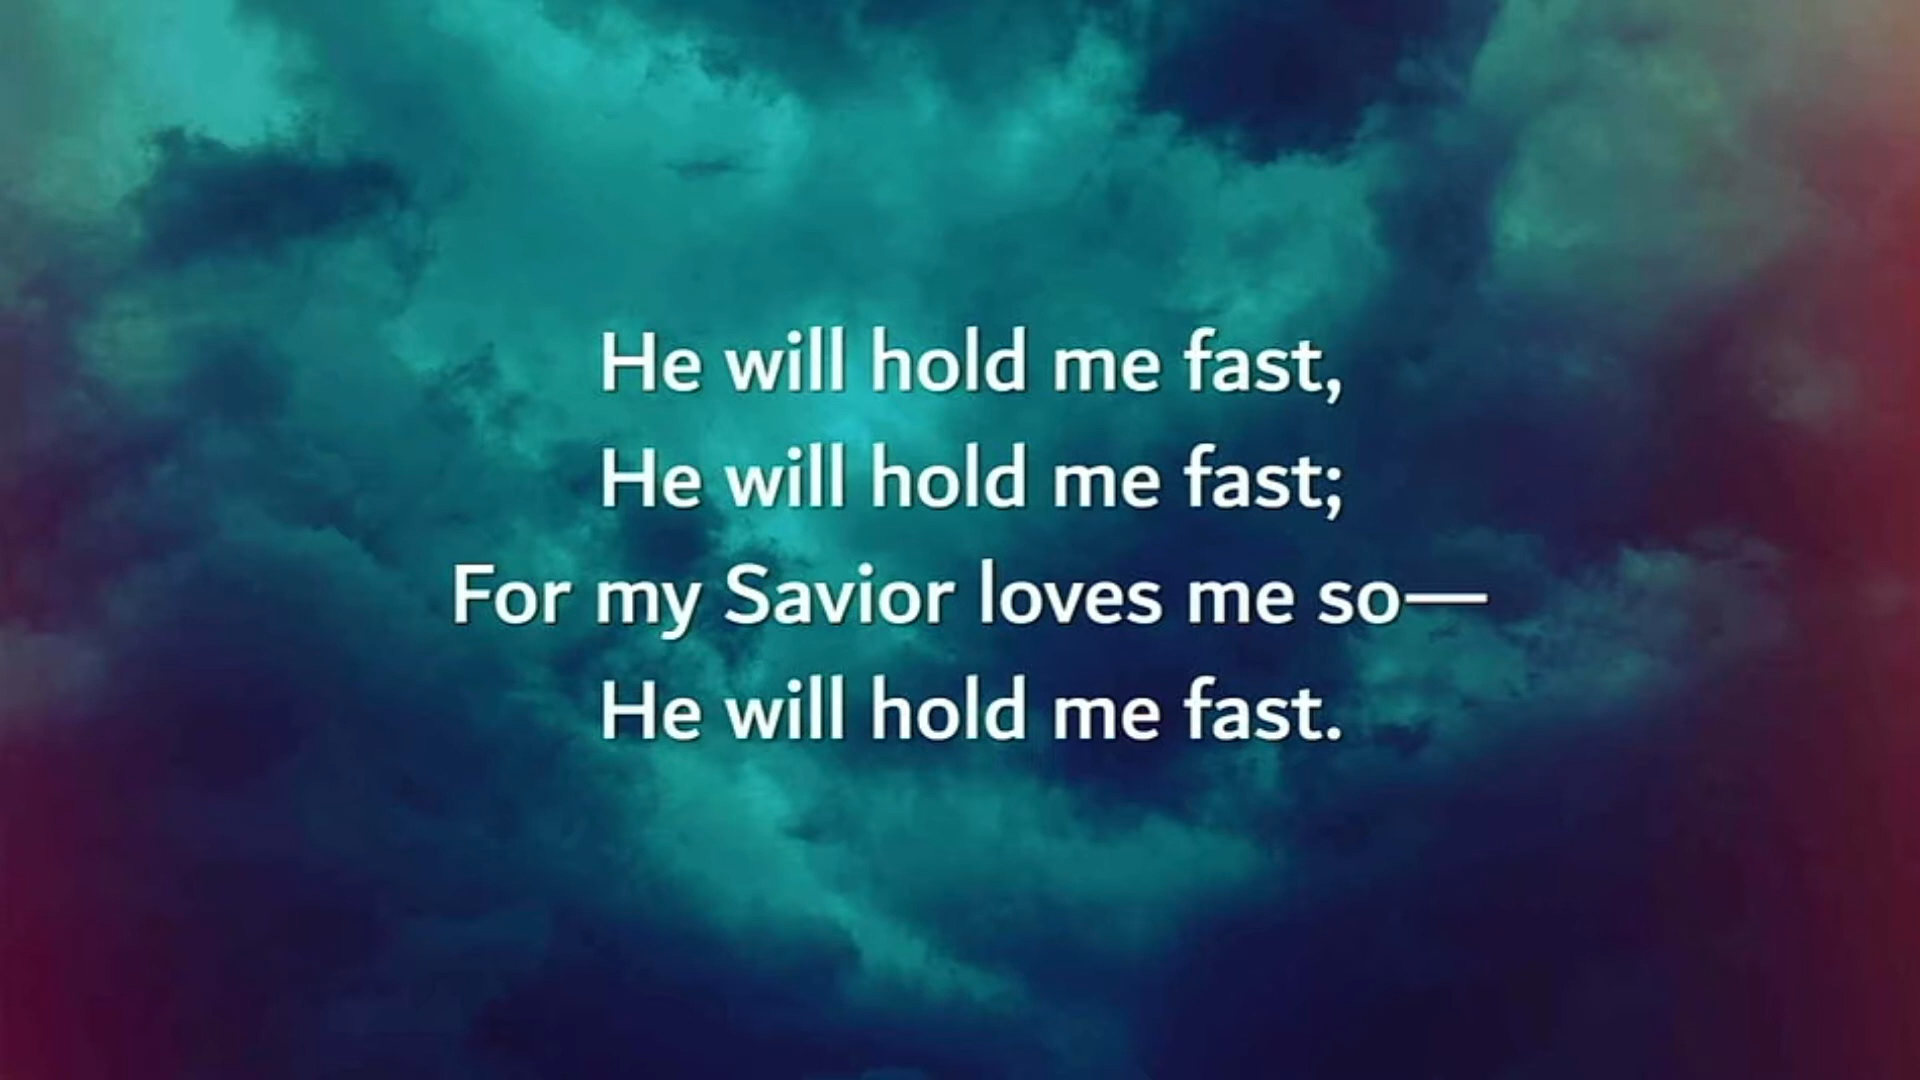 He will hold me fast,
He will hold me fast;
For my Savior loves me so—
He will hold me fast.